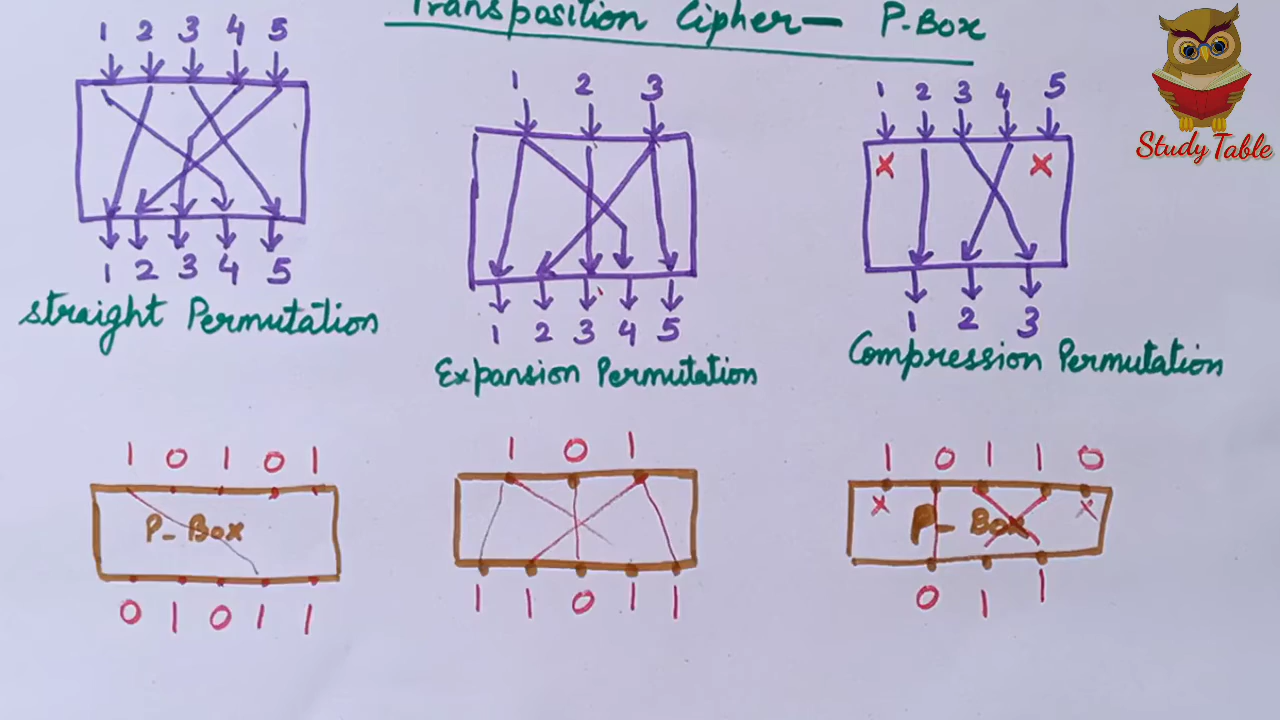 Transposition Cipher— P-Box
Study Table
1 2 3 4 5
1 2 3 4 5
straight Permutation
1 2 3
1 2 3 4 5
Expansion Permutation
1 2 3 4 5
x x
1 2 3
Compression Permutation
1 0 1 0 1
P- Box
0 1 0 1 1
1 0 1
1 1 0 1 1
1 0 1 1 0
x x
P- Box
0 1 1